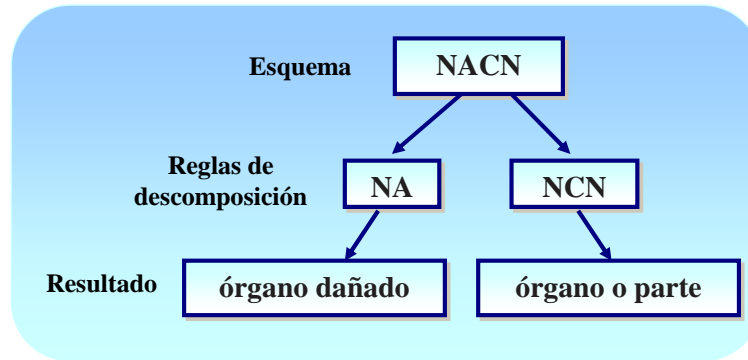 Esquema
NACN
Reglas de
descomposición
NA
NCN
Resultado
órgano dañado
órgano o parte